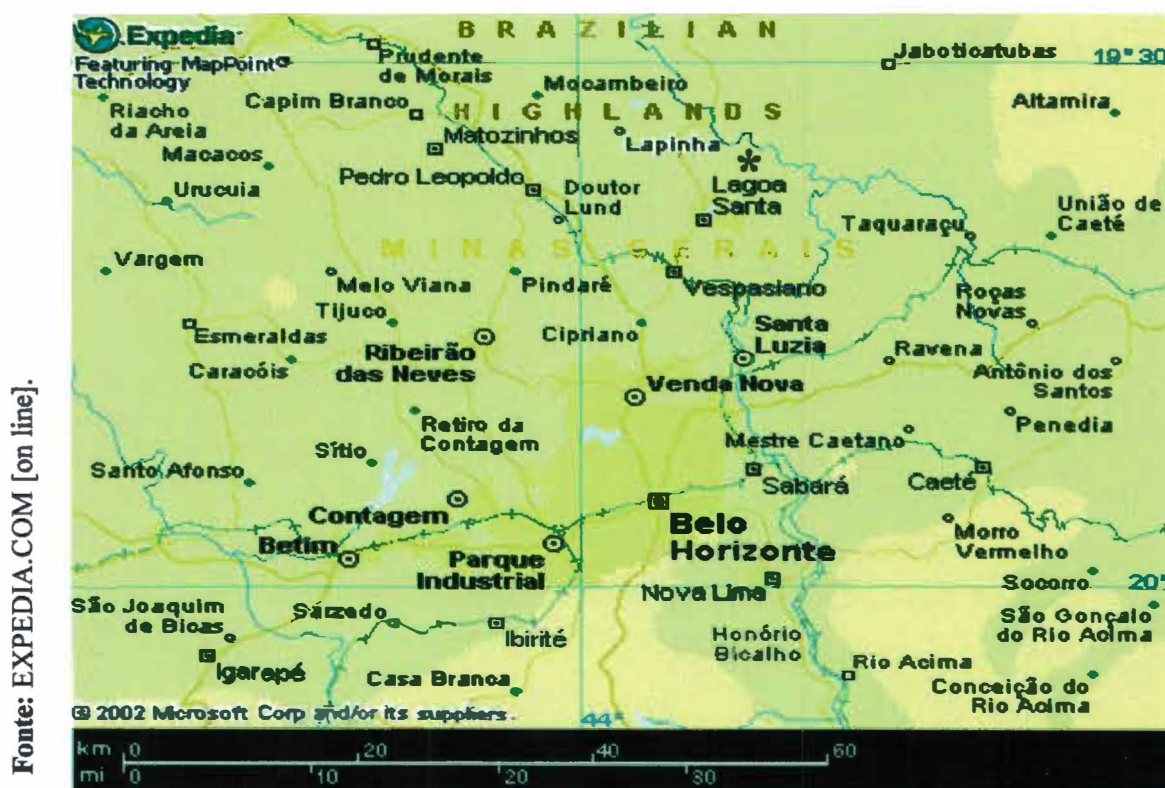 BRAZILIAN
Expedia
Featuring MapPoint
Technology
Prudente
de Morais
Jaboticatubas
19° 30
Mocambeiro
Capim Branco
HIGHLANDS
Altamira
Riacho
da Areia
Matozinhos
Lapinha
Macacos
Pedro Leopoldo
Doutor
Lund
Lagoa
Santa
Urucuia
União de
Caeté
Taquaraçu
MINAS GERAIS
Vargem
Melo Viana
Pindaré
Vespasiano
Roças
Novas
Tijuco
Cipriano
Santa
Luzia
Esmeraldas
Ribeirão
das Neves
Ravena
Caracóis
Venda Nova
Antônio dos
Santos
Retiro da
Contagem
Penedia
Mestre Caetano
Sítio
Santo Afonso
Sabará
Caeté
Contagem
Belo
Horizonte
Betim
Parque
Industrial
Morro
Vermelho
Nova Lima
Socorro
20°
São Joaquim
de Bicas
Sárzedo
São Gonçalo
do Rio Acima
Ibirité
Honório
Bicalho
Igarapé
Rio Acima
Casa Branca
Conceição do
Rio Acima
© 2002 Microsoft Corp and/or its suppliers.
44°
km 0 20 40 60
mi 0 10 20 30
Fonte: EXPEDIA.COM [on line].